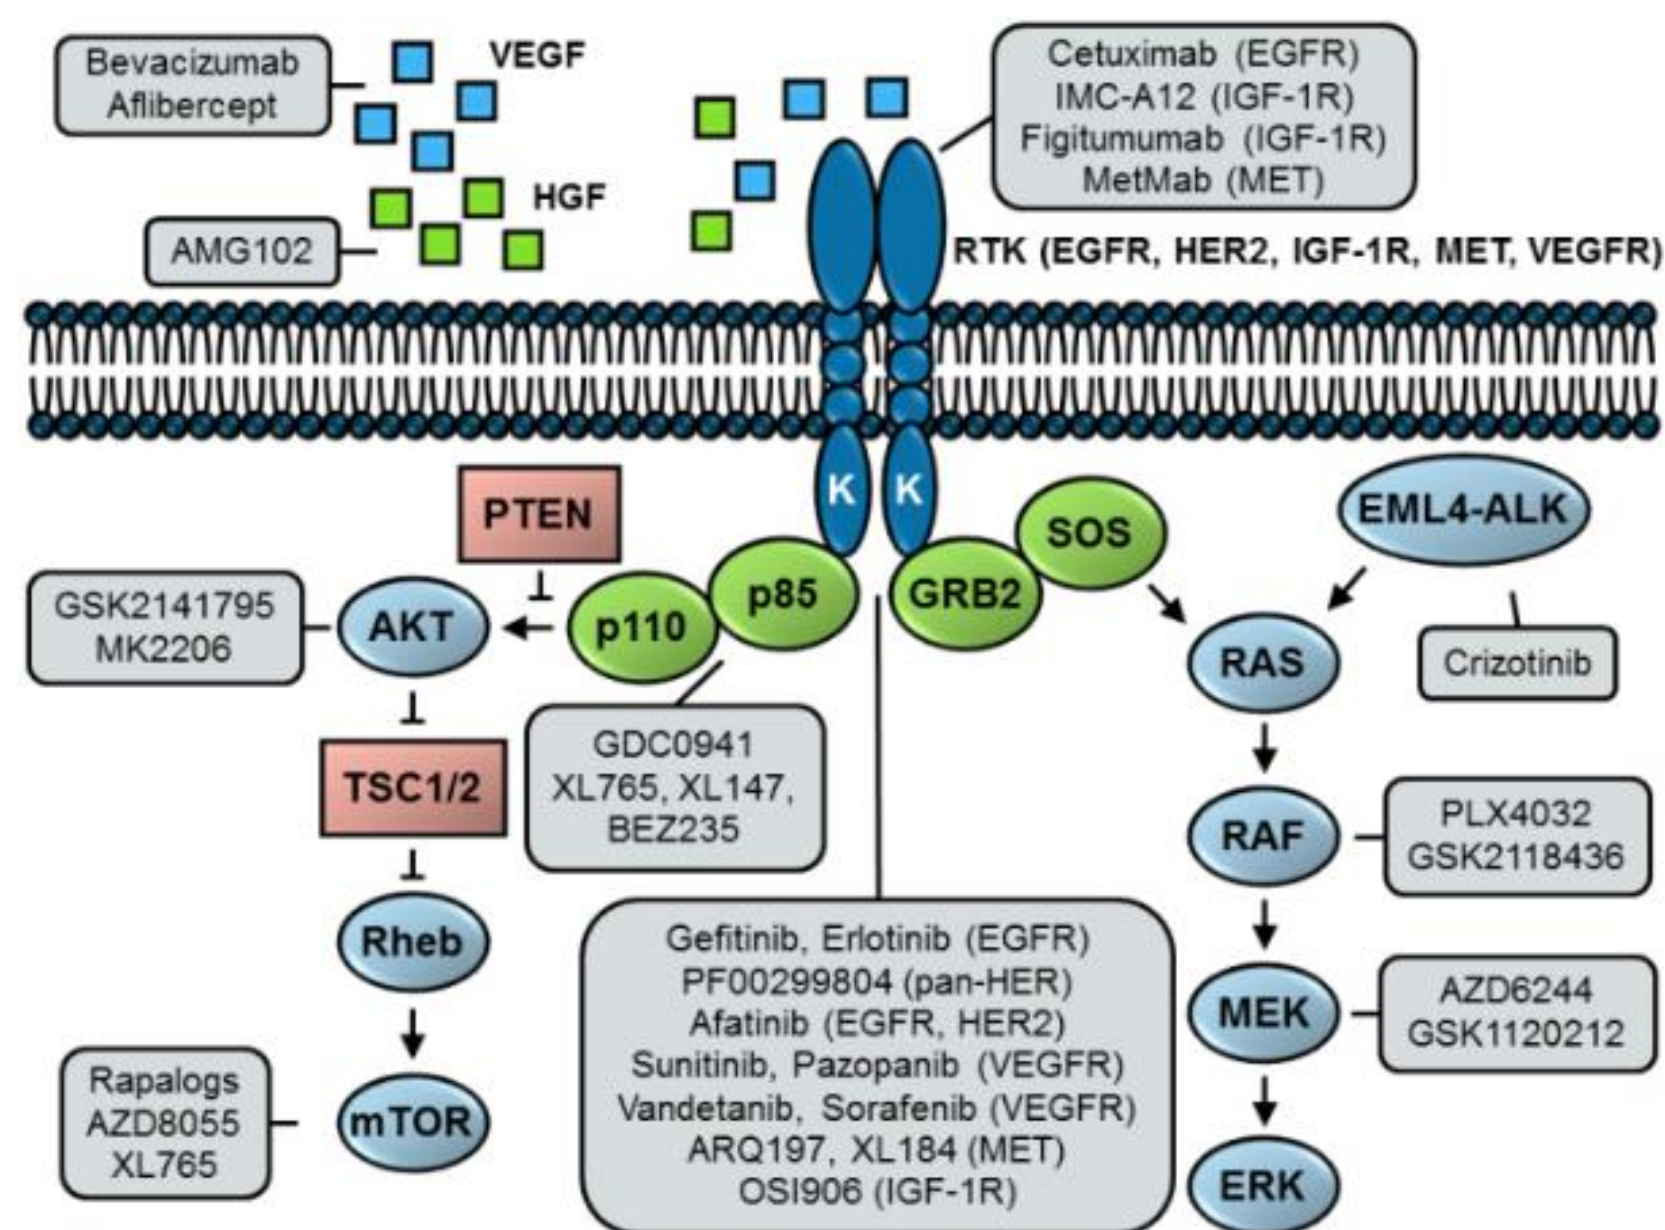 Bevacizumab
Aflibercept
VEGF
HGF
AMG102
Cetuximab (EGFR)
IMC-A12 (IGF-1R)
Figitumumab (IGF-1R)
MetMab (MET)
RTK (EGFR, HER2, IGF-1R, MET, VEGFR)
K
K
PTEN
p85
p110
AKT
GSK2141795
MK2206
GRB2
SOS
EML4-ALK
RAS
Crizotinib
TSC1/2
GDC0941
XL765, XL147,
BEZ235
RAF
PLX4032
GSK2118436
Rheb
Gefitinib, Erlotinib (EGFR)
PF00299804 (pan-HER)
Afatinib (EGFR, HER2)
Sunitinib, Pazopanib (VEGFR)
Vandetanib, Sorafenib (VEGFR)
ARQ197, XL184 (MET)
OSI906 (IGF-1R)
MEK
AZD6244
GSK1120212
Rapalogs
AZD8055
XL765
mTOR
ERK